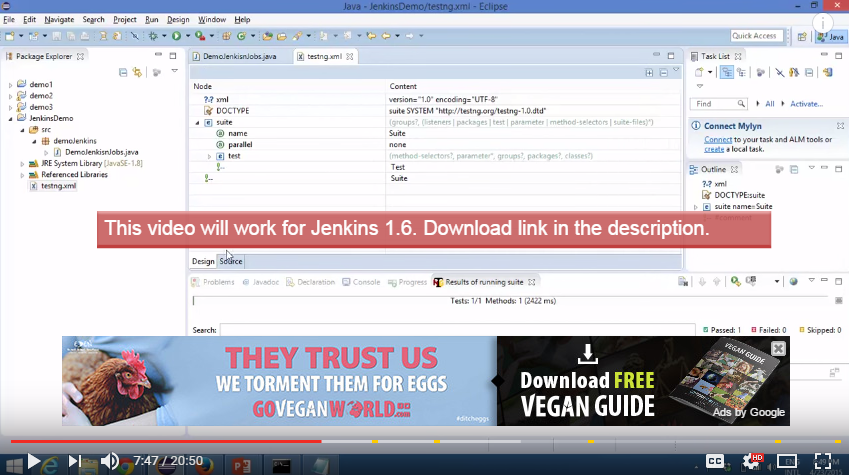 Java - JenkinsDemo/testng.xml - Eclipse
File Edit Navigate Search Project Run Design Window Help
Quick Access
Java
Package Explorer
demo1
demo2
demo3
JenkinsDemo
src
demoJenkins
DemoJenkisnJobs.java
JRE System Library [JavaSE-1.8]
Referenced Libraries
testng.xml
DemoJenkisnJobs.java testng.xml
Node Content
xml version="1.0" encoding="UTF-8"
DOCTYPE suite SYSTEM "http://testng.org/testng-1.0.dtd"
suite (groups?, (listeners | packages | test | parameter | method-selectors | suite-files)*)
name Suite
parallel none
test (method-selectors?, parameter*, groups?, packages?, classes?)
Test
Suite
Task List
Find All Activate...
Connect Mylyn
Connect to your task and ALM tools or
create a local task.
Outline
xml
DOCTYPE:suite
suite name=Suite
This video will work for Jenkins 1.6. Download link in the description.
Design Source
Problems Javadoc Declaration Console Progress Results of running suite
Tests: 1/1 Methods: 1 (2422 ms)
Search: Passed: 1 Failed: 0 Skipped: 0
THEY TRUST US
WE TORMENT THEM FOR EGGS
GOVEGANWORLD.COM
#ditcheggs
Download FREE
VEGAN GUIDE
VEGAN GUIDE
Ads by Google
7:47 / 20:50
CC HD